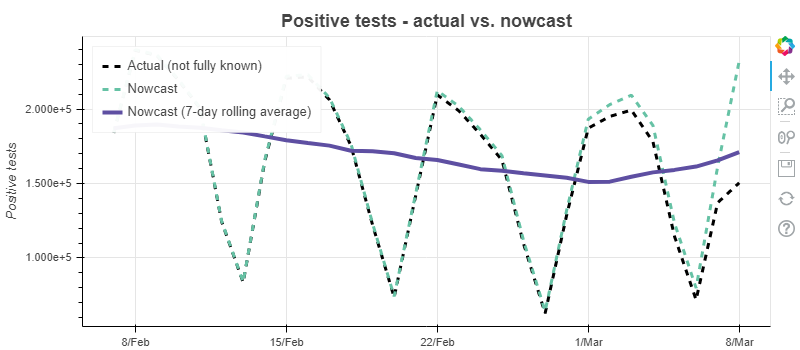 Positive tests - actual vs. nowcast
Actual (not fully known)
Nowcast
Nowcast (7-day rolling average)
Positive tests
2.000e+5
1.500e+5
1.000e+5
8/Feb
15/Feb
22/Feb
1/Mar
8/Mar